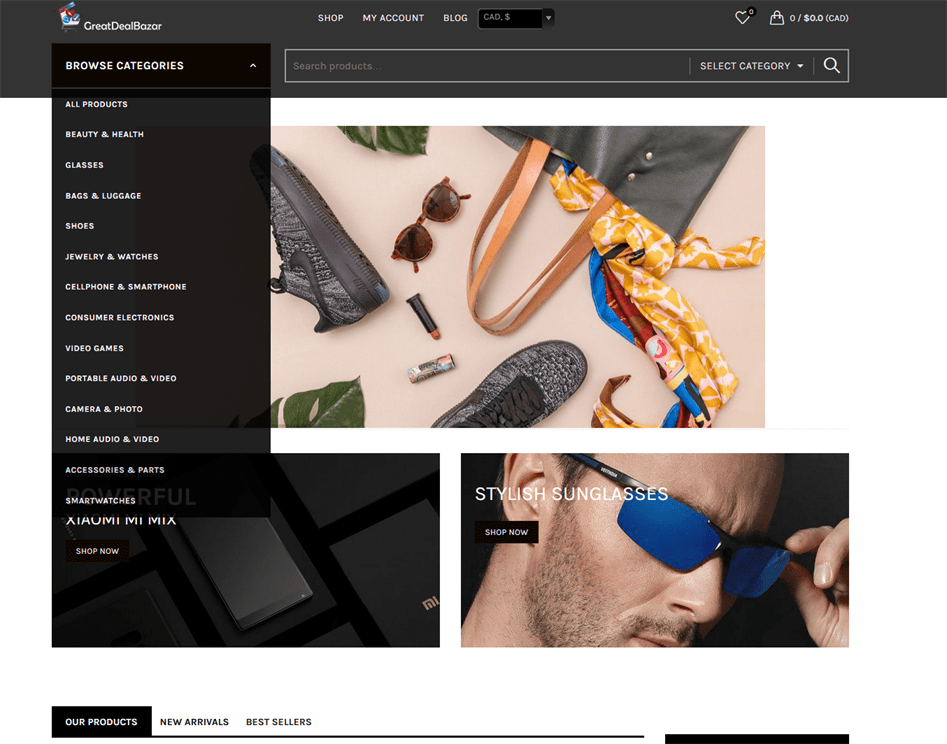 GreatDealBazar
SHOP
MY ACCOUNT
BLOG
CAD, $
0
0 / $0.0 (CAD)
BROWSE CATEGORIES
Search products...
SELECT CATEGORY
ALL PRODUCTS
BEAUTY & HEALTH
GLASSES
BAGS & LUGGAGE
SHOES
JEWELRY & WATCHES
CELLPHONE & SMARTPHONE
CONSUMER ELECTRONICS
VIDEO GAMES
PORTABLE AUDIO & VIDEO
CAMERA & PHOTO
HOME AUDIO & VIDEO
ACCESSORIES & PARTS
SMARTWATCHES
POWERFUL
XIAOMI MI MIX
SHOP NOW
mi
STYLISH SUNGLASSES
SHOP NOW
OUR PRODUCTS
NEW ARRIVALS
BEST SELLERS